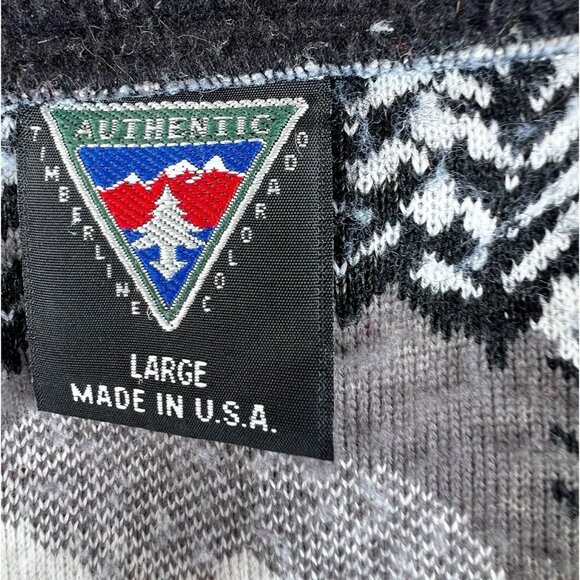 AUTHENTIC
TIMBERLINE
COLORADO
LARGE
MADE IN U.S.A.